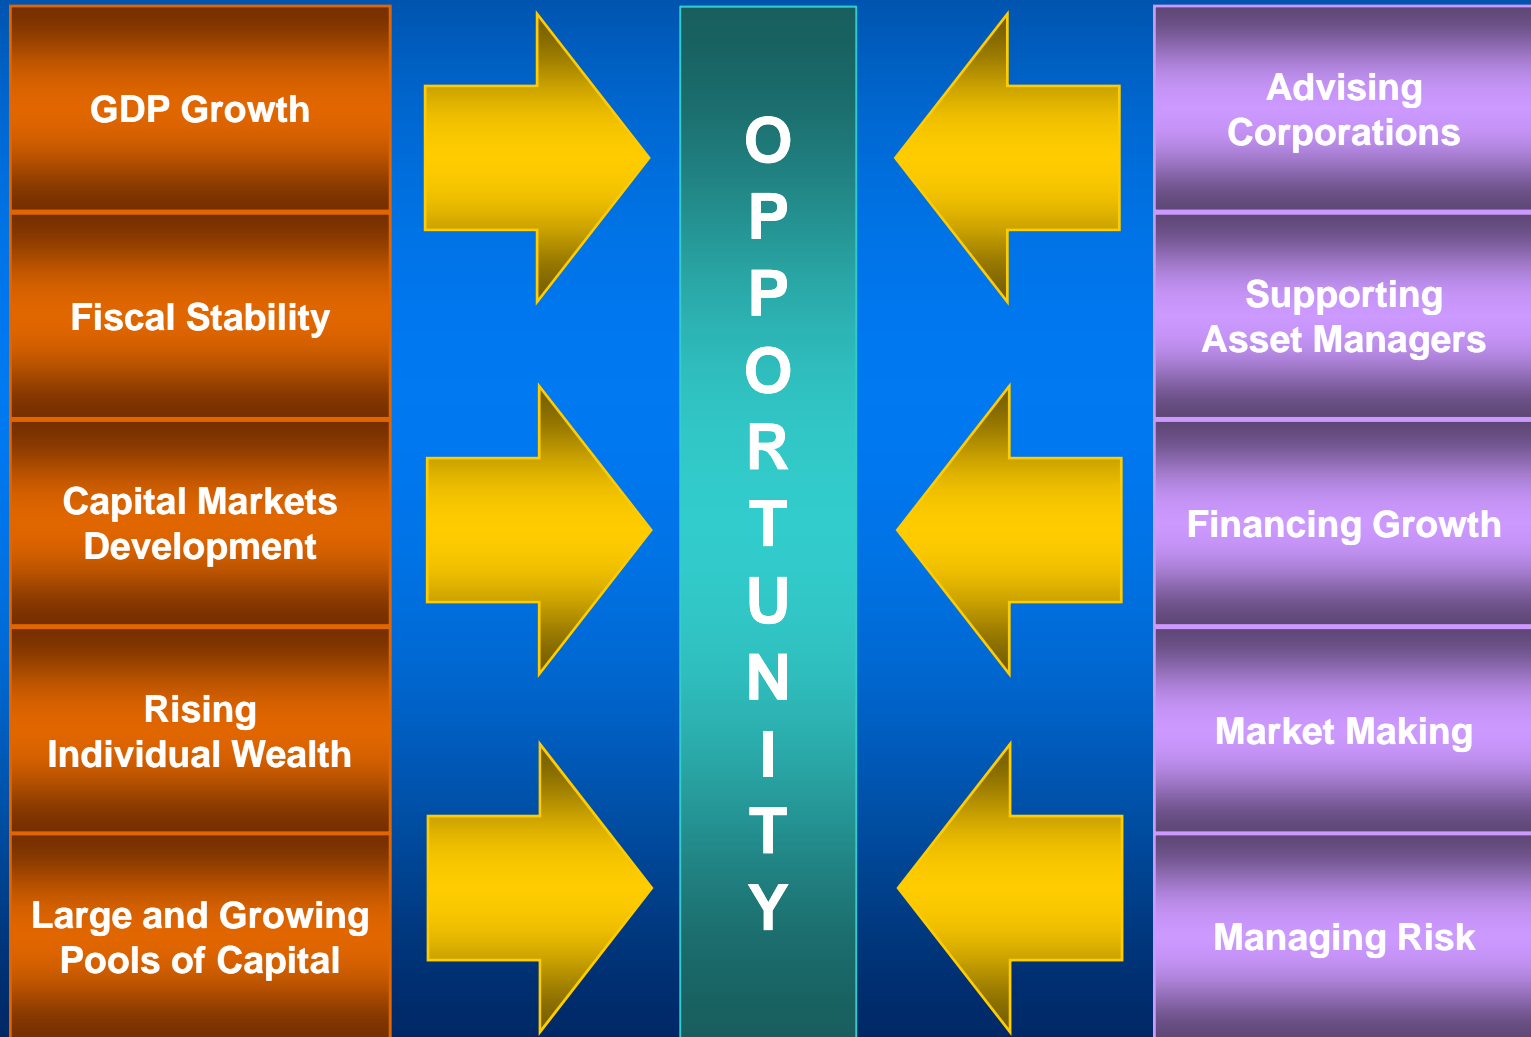 GDP Growth
Fiscal Stability
Capital Markets
Development
Rising
Individual Wealth
Large and Growing
Pools of Capital
O
P
P
O
R
T
U
N
I
T
Y
Advising
Corporations
Supporting
Asset Managers
Financing Growth
Market Making
Managing Risk